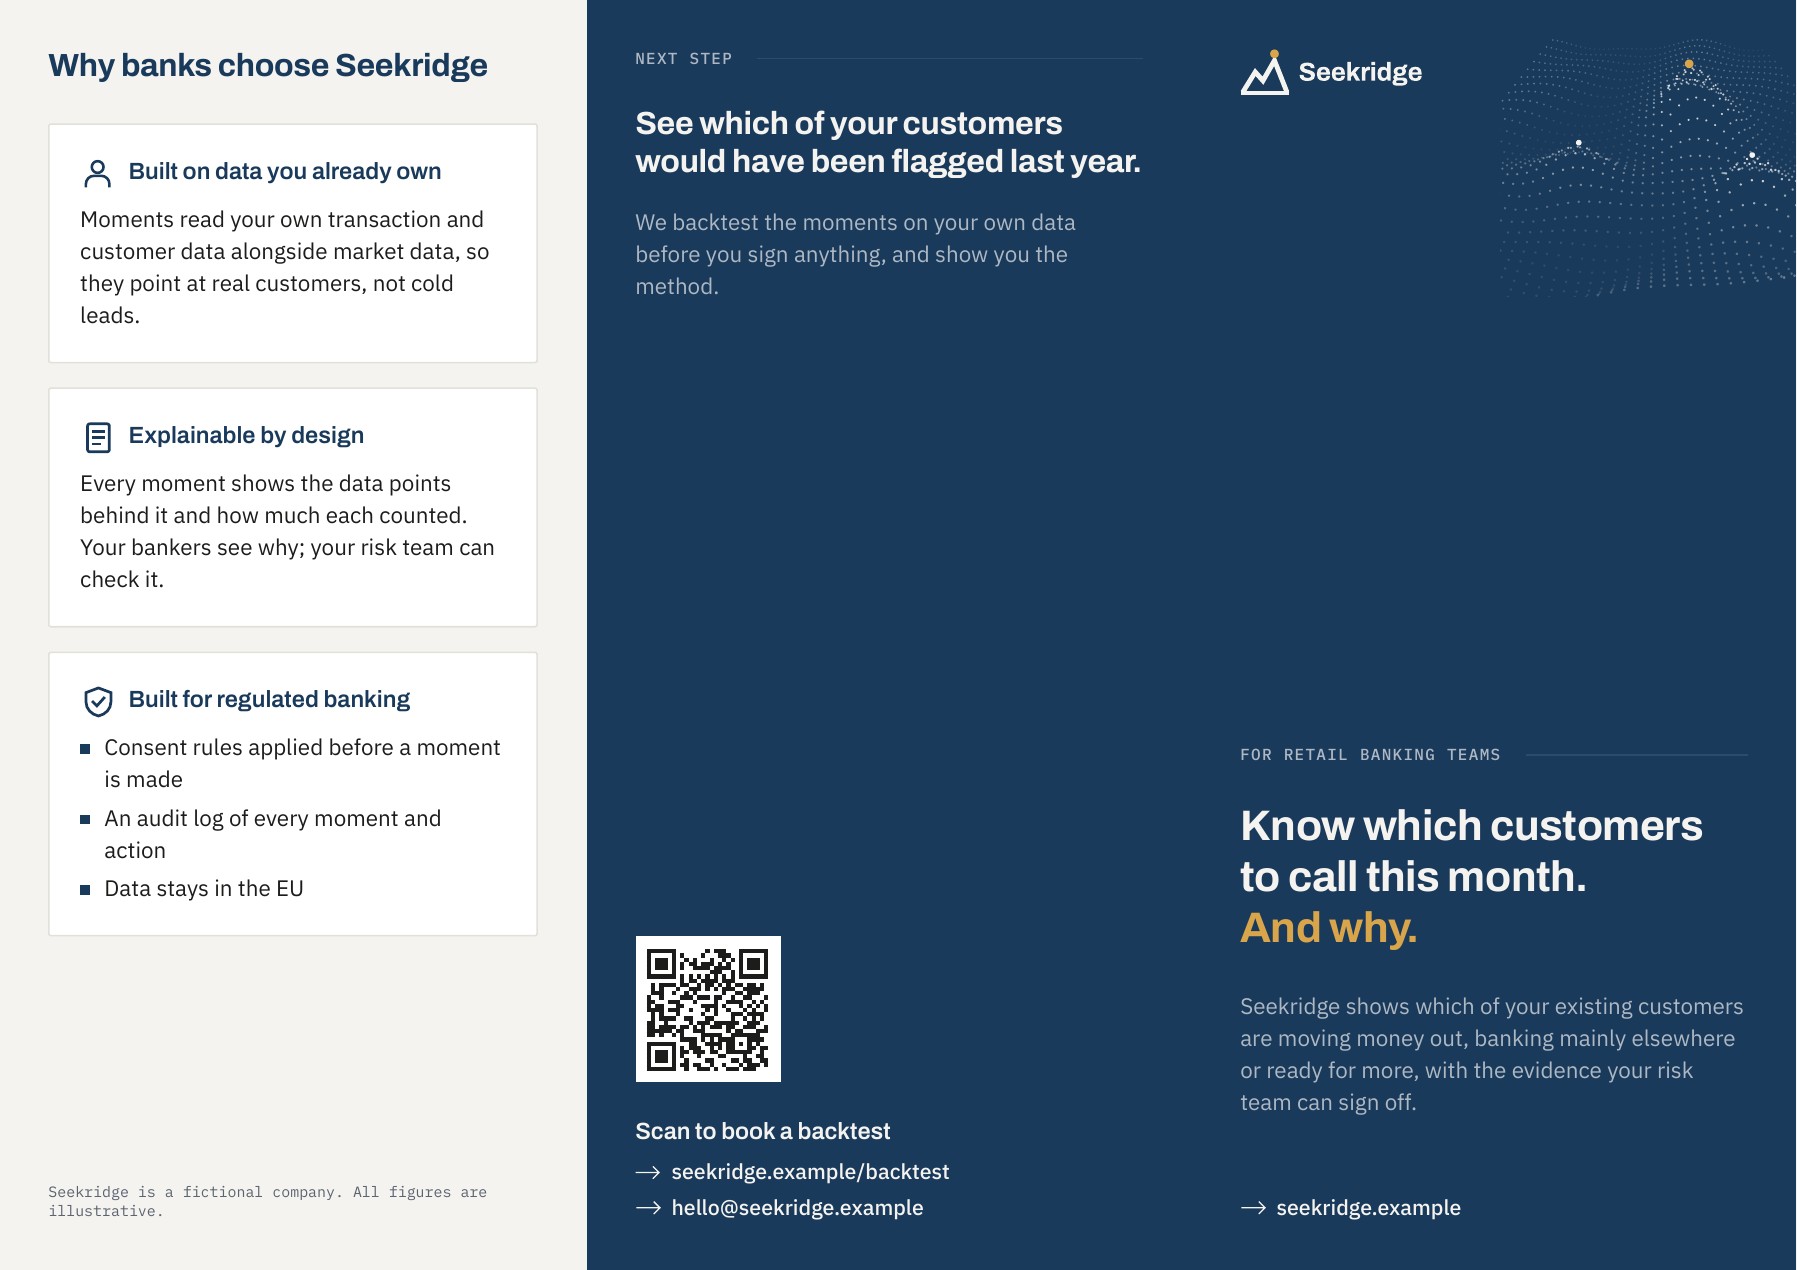 Why banks choose Seekridge
Built on data you already own
Moments read your own transaction and
customer data alongside market data, so
they point at real customers, not cold
leads.
Explainable by design
Every moment shows the data points
behind it and how much each counted.
Your bankers see why; your risk team can
check it.
Built for regulated banking
Consent rules applied before a moment
is made
An audit log of every moment and
action
Data stays in the EU
Seekridge is a fictional company. All figures are
illustrative.
NEXT STEP
See which of your customers
would have been flagged last year.
We backtest the moments on your own data
before you sign anything, and show you the
method.
Scan to book a backtest
→ seekridge.example/backtest
→ hello@seekridge.example
Seekridge
FOR RETAIL BANKING TEAMS
Know which customers
to call this month.
And why.
Seekridge shows which of your existing customers
are moving money out, banking mainly elsewhere
or ready for more, with the evidence your risk
team can sign off.
→ seekridge.example